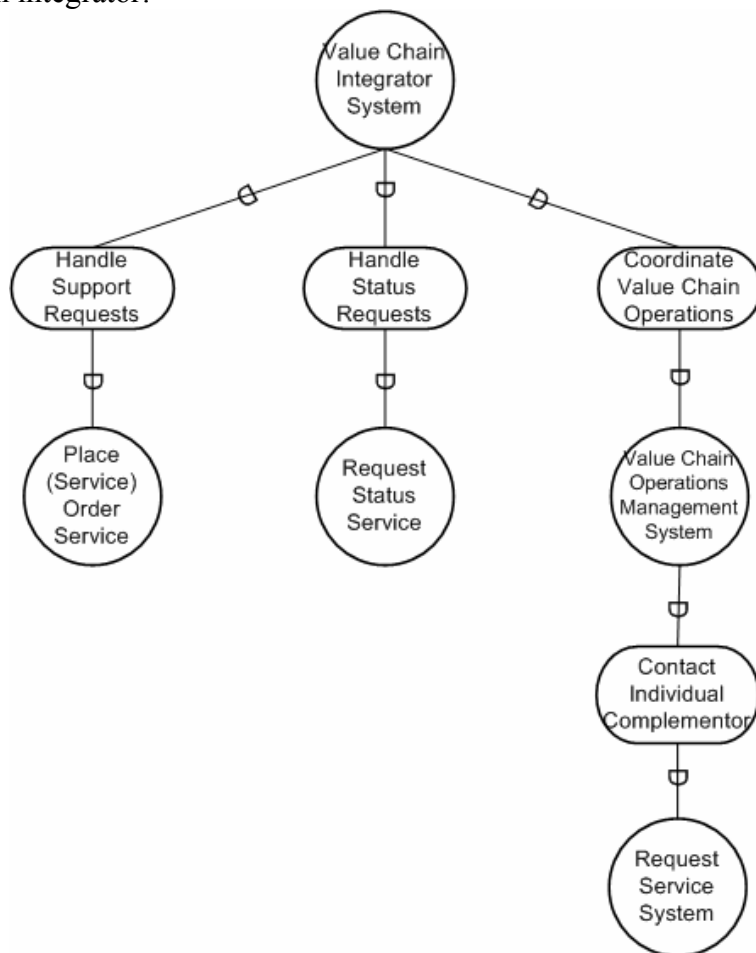 integrator.
Value Chain
Integrator
System
Handle
Support
Requests
Handle
Status
Requests
Coordinate
Value Chain
Operations
Place
(Service)
Order
Service
Request
Status
Service
Value Chain
Operations
Management
System
Contact
Individual
Complementor
Request
Service
System